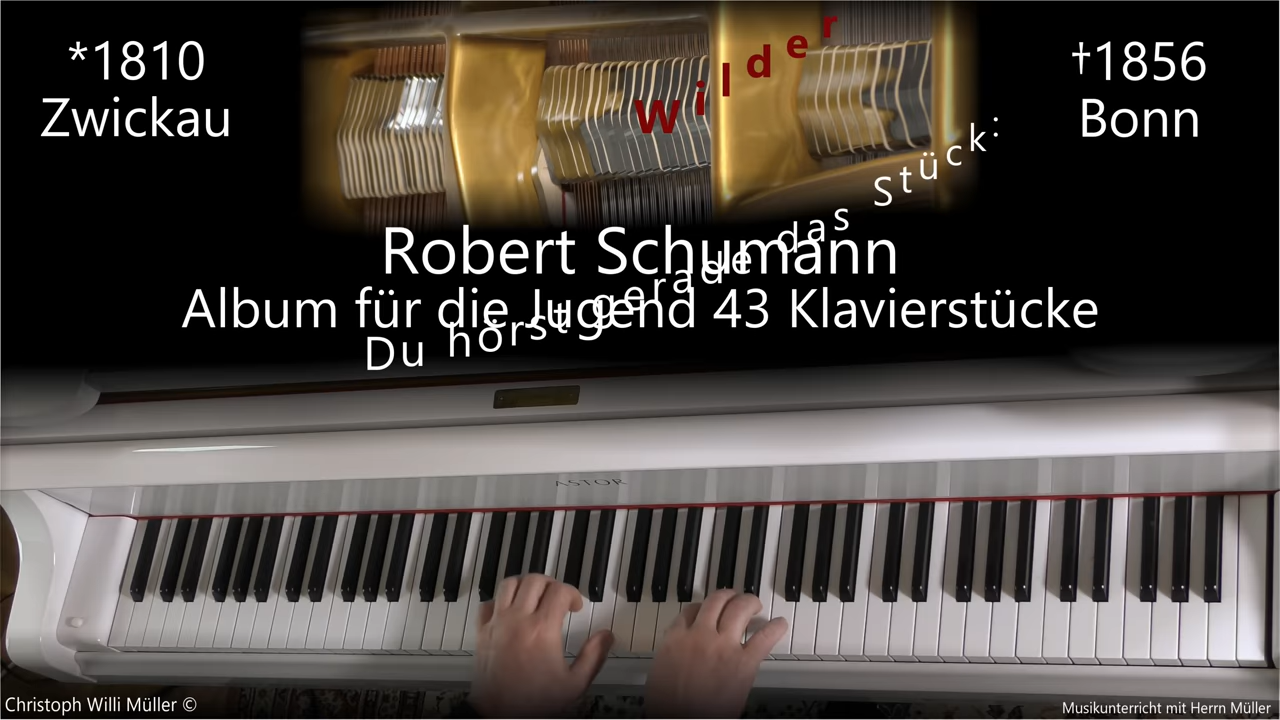 *1810
Zwickau
†1856
Bonn
Wilder
Du hörst gerade das Stück:
Robert Schumann
Album für die Jugend 43 Klavierstücke
ASTOR
Christoph Willi Müller ©
Musikunterricht mit Herrn Müller